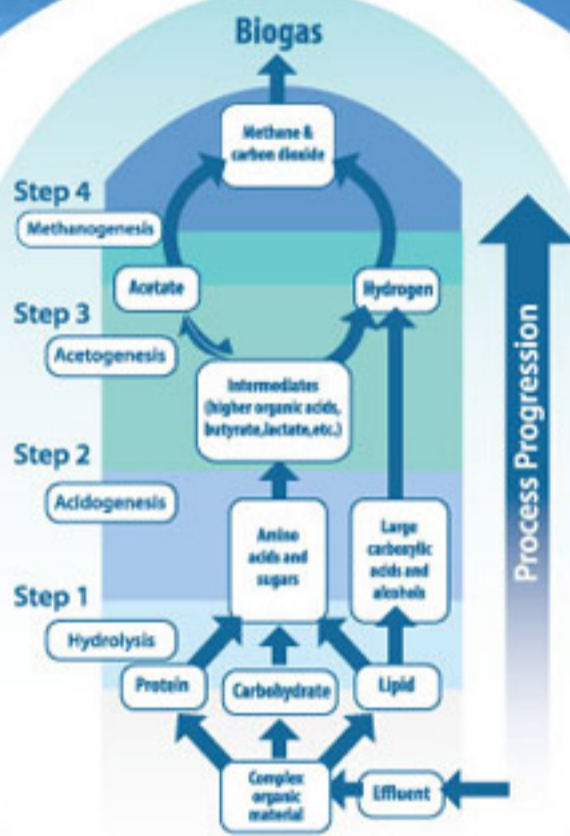 Biogas
Methane &
carbon dioxide
Step 4
Methanogenesis
Acetate
Hydrogen
Step 3
Acetogenesis
Intermediates
(higher organic acids,
butyrate,lactate,etc.)
Step 2
Acidogenesis
Amino
acids and
sugars
Large
carboxylic
acids and
alcohols
Step 1
Hydrolysis
Protein
Carbohydrate
Lipid
Complex
organic
material
Effluent
Process Progression